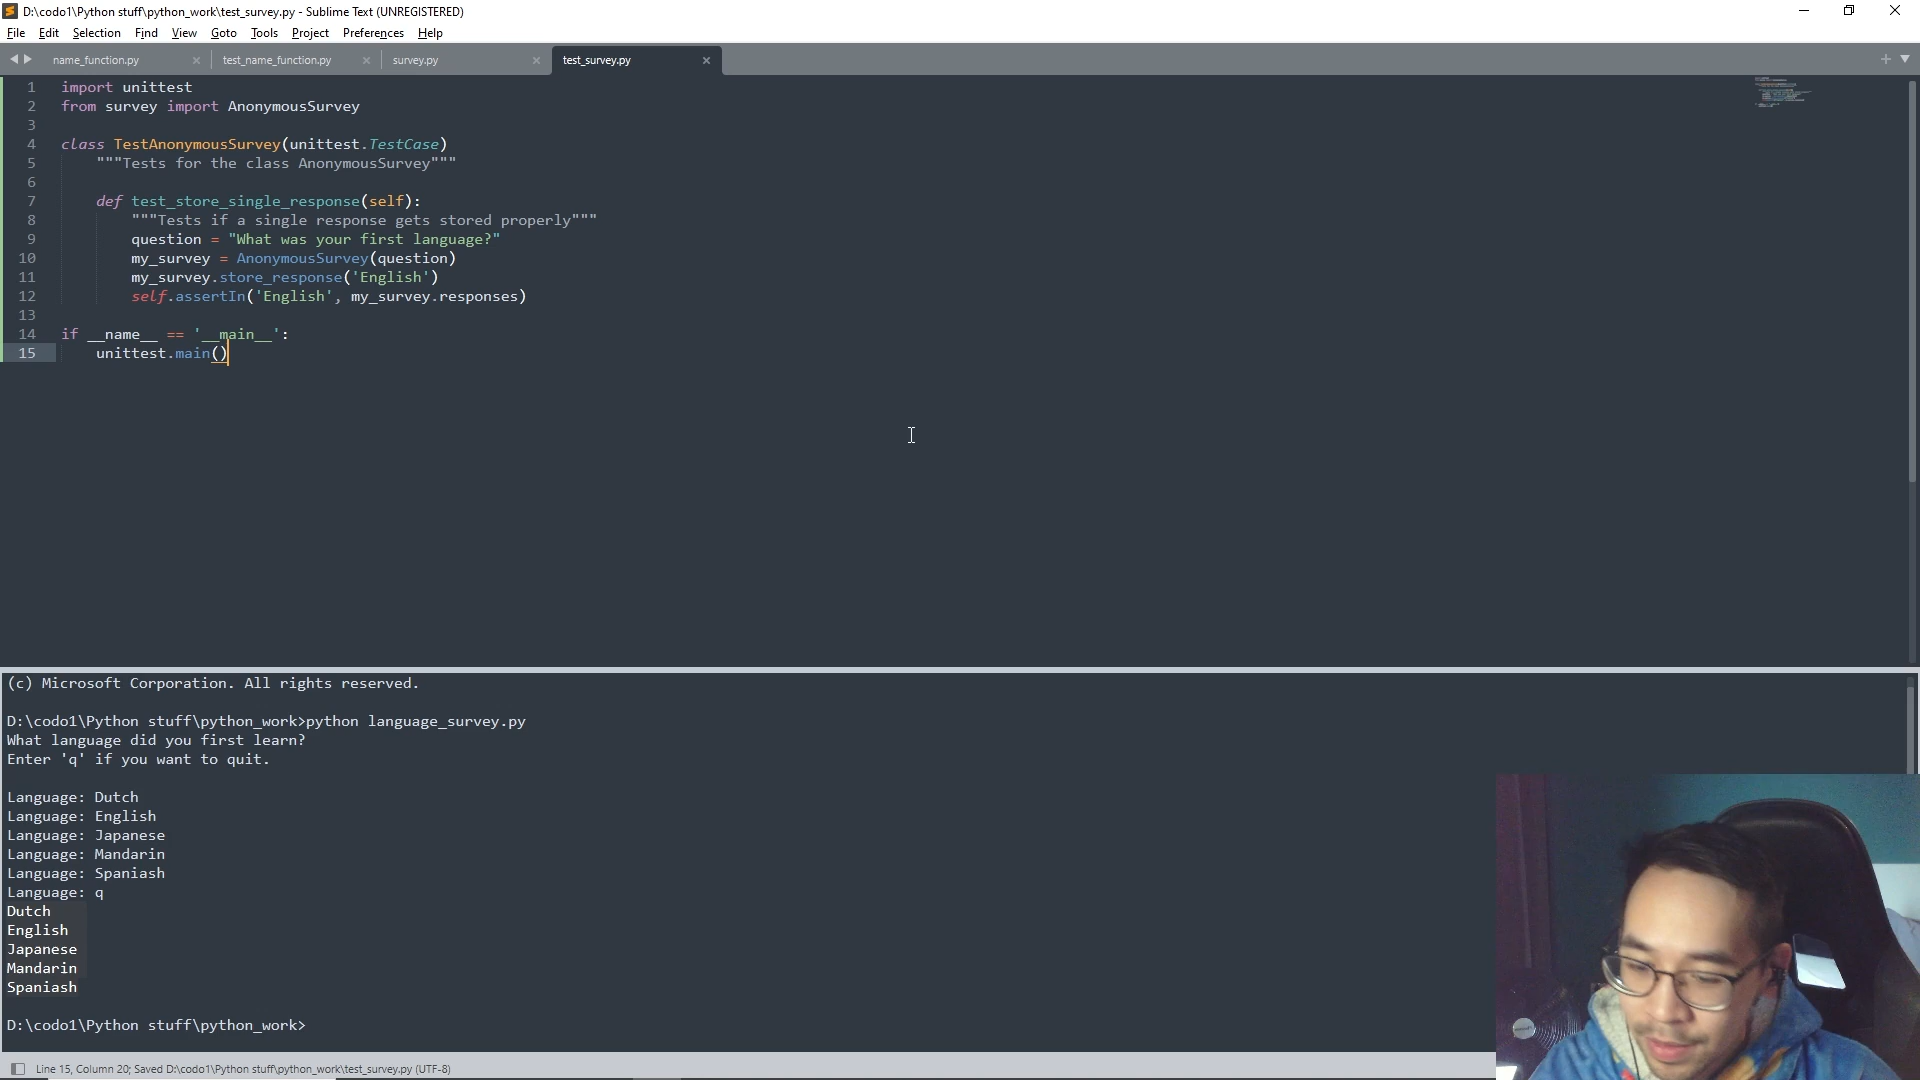 D:\codo1\Python stuff\python_work\test_survey.py - Sublime Text (UNREGISTERED)
File Edit Selection Find View Goto Tools Project Preferences Help
name_function.py test_name_function.py survey.py test_survey.py
1 import unittest
2 from survey import AnonymousSurvey
3
4 class TestAnonymousSurvey(unittest.TestCase)
5 """Tests for the class AnonymousSurvey"""
6
7 def test_store_single_response(self):
8 """Tests if a single response gets stored properly"""
9 question = "What was your first language?"
10 my_survey = AnonymousSurvey(question)
11 my_survey.store_response('English')
12 self.assertIn('English', my_survey.responses)
13
14 if __name__ == '__main__':
15 unittest.main()
(c) Microsoft Corporation. All rights reserved.
D:\codo1\Python stuff\python_work>python language_survey.py
What language did you first learn?
Enter 'q' if you want to quit.
Language: Dutch
Language: English
Language: Japanese
Language: Mandarin
Language: Spaniash
Language: q
Dutch
English
Japanese
Mandarin
Spaniash
D:\codo1\Python stuff\python_work>
Line 15, Column 20; Saved D:\codo1\Python stuff\python_work\test_survey.py (UTF-8)